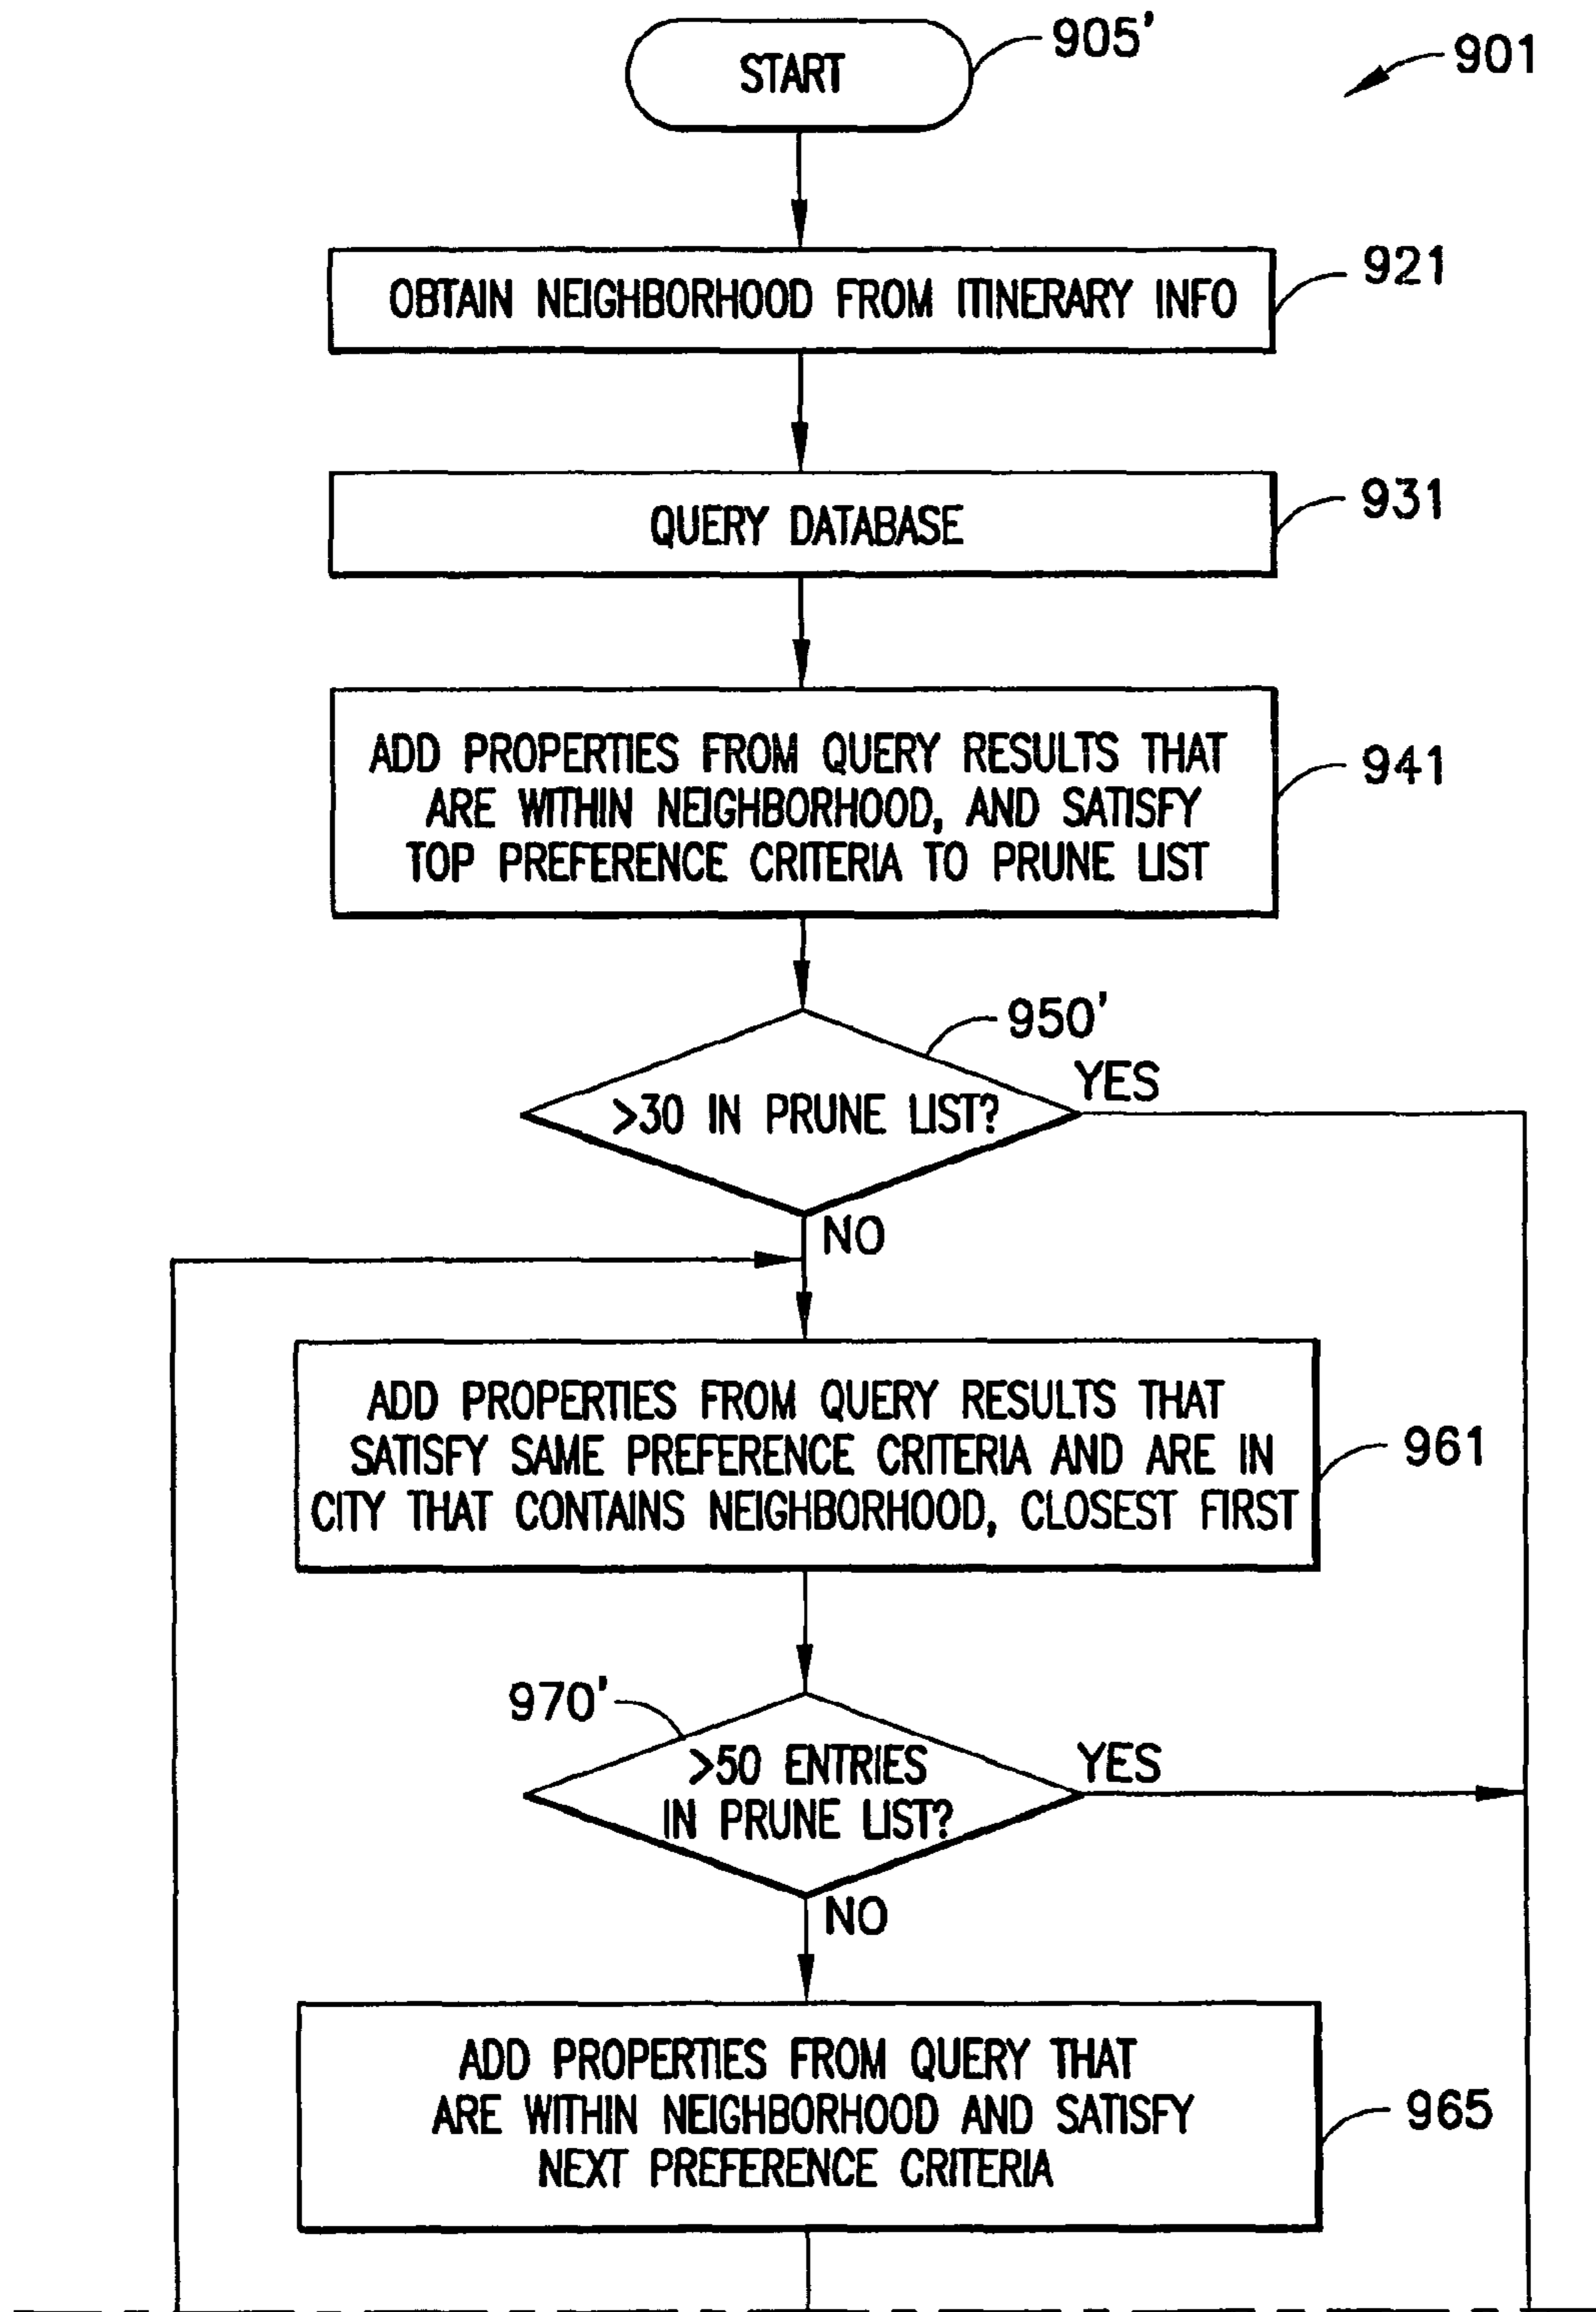 START
905'
901
OBTAIN NEIGHBORHOOD FROM ITINERARY INFO
921
QUERY DATABASE
931
ADD PROPERTIES FROM QUERY RESULTS THAT
ARE WITHIN NEIGHBORHOOD, AND SATISFY
TOP PREFERENCE CRITERIA TO PRUNE LIST
941
950'
>30 IN PRUNE LIST?
YES
NO
ADD PROPERTIES FROM QUERY RESULTS THAT
SATISFY SAME PREFERENCE CRITERIA AND ARE IN
CITY THAT CONTAINS NEIGHBORHOOD, CLOSEST FIRST
961
970'
>50 ENTRIES
IN PRUNE LIST?
YES
NO
ADD PROPERTIES FROM QUERY THAT
ARE WITHIN NEIGHBORHOOD AND SATISFY
NEXT PREFERENCE CRITERIA
965